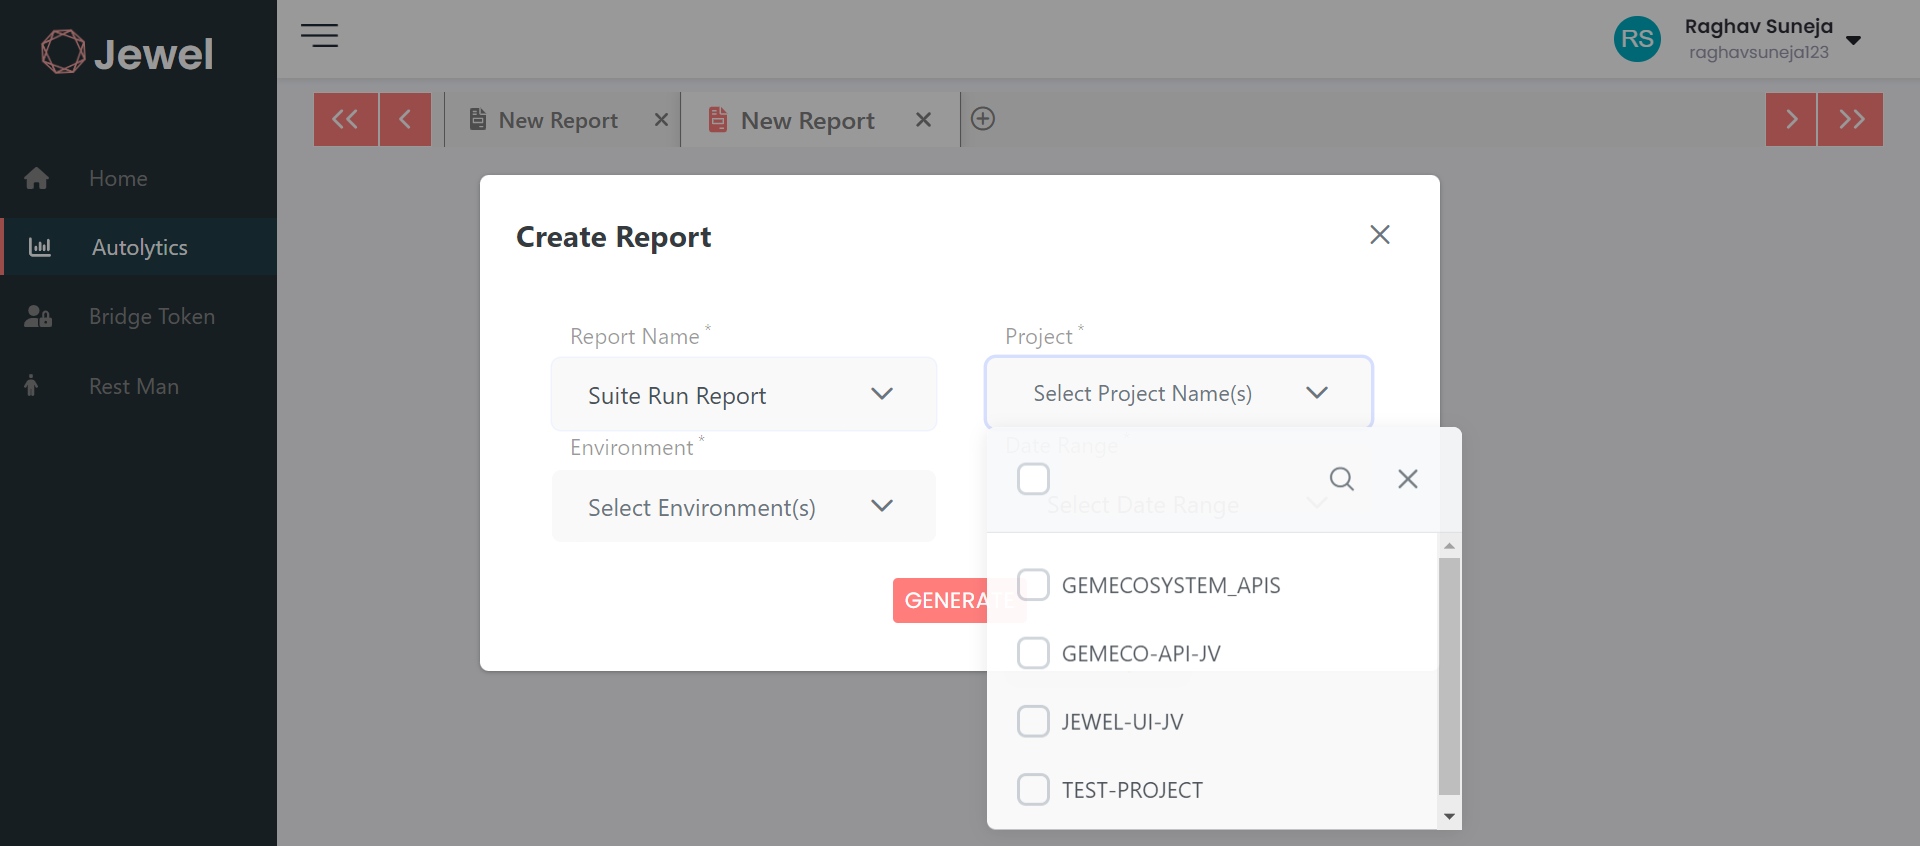 Jewel
RS
Raghav Suneja
raghavsuneja123
New Report
New Report
Home
Autolytics
Bridge Token
Rest Man
Create Report
Report Name *
Project *
Suite Run Report
Select Project Name(s)
Environment *
Date Range *
Select Environment(s)
Select Date Range
GENERATE
GEMECOSYSTEM_APIS
GEMECO-API-JV
JEWEL-UI-JV
TEST-PROJECT